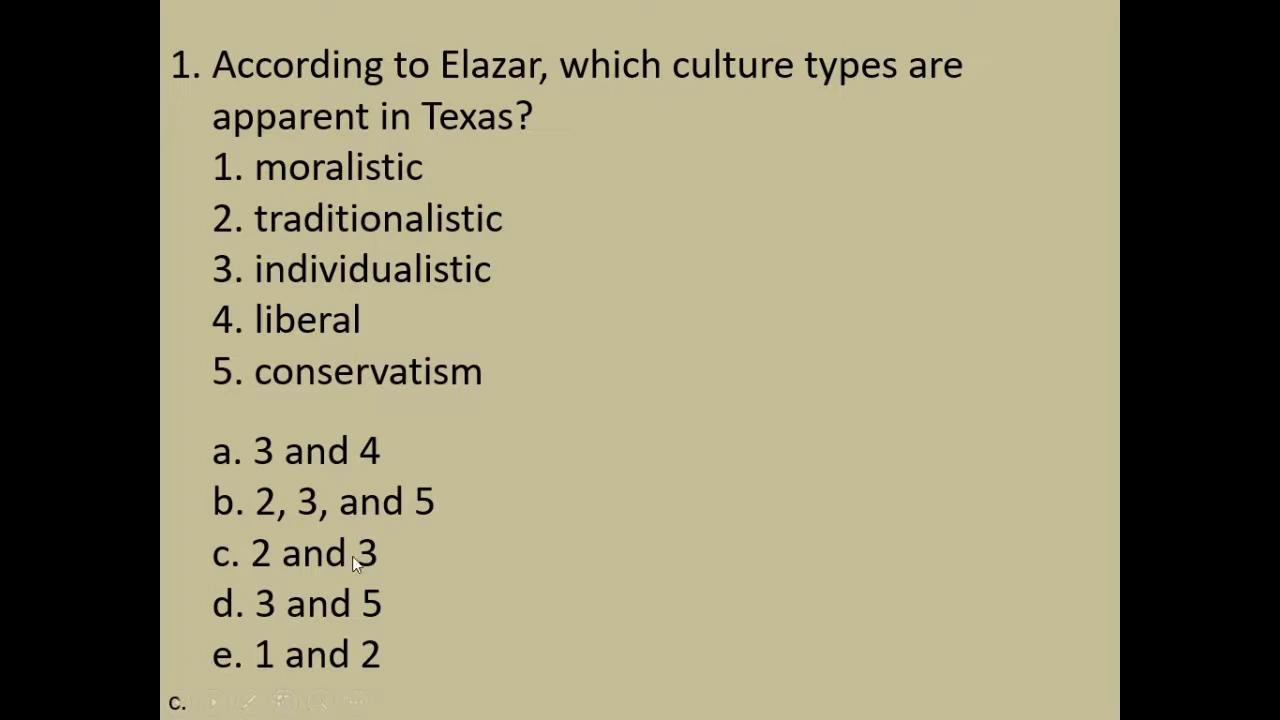 1. According to Elazar, which culture types are
apparent in Texas?
1. moralistic
2. traditionalistic
3. individualistic
4. liberal
5. conservatism
a. 3 and 4
b. 2, 3, and 5
c. 2 and 3
d. 3 and 5
e. 1 and 2
c.